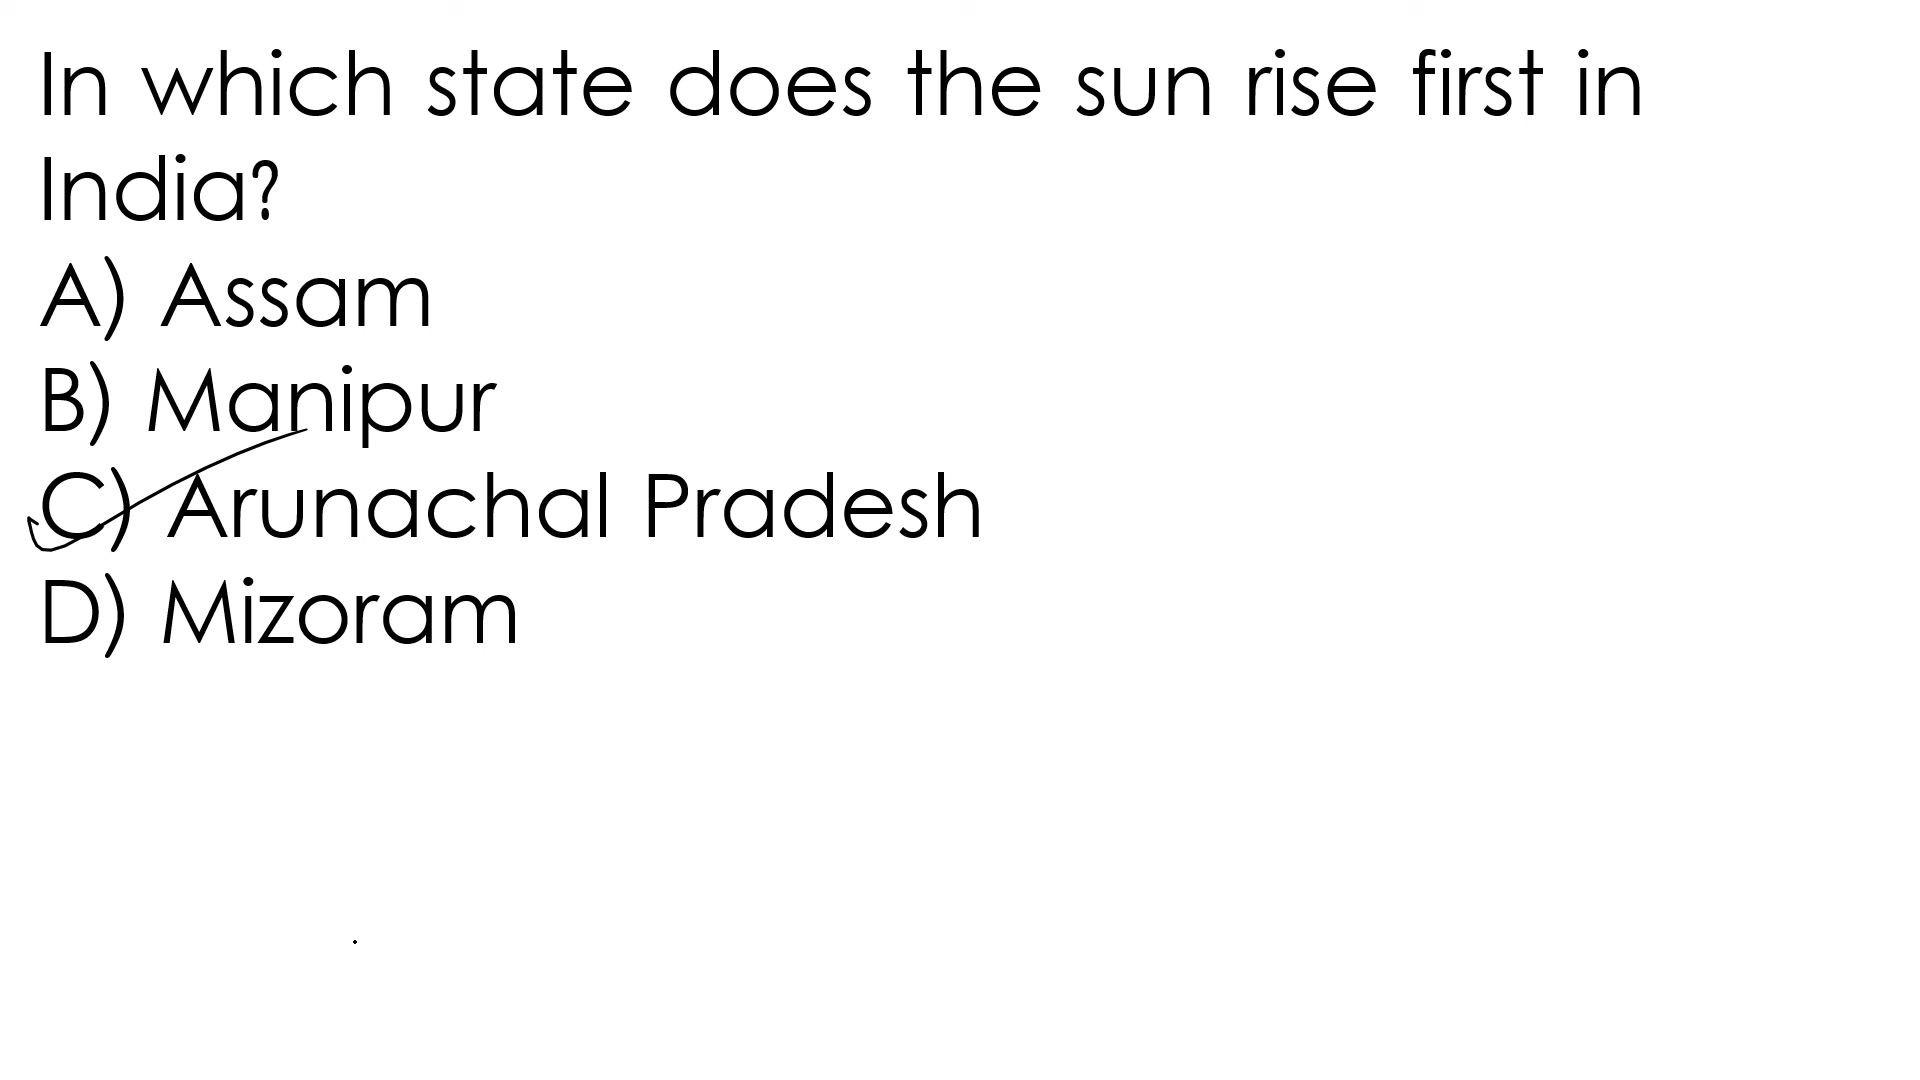 In which state does the sun rise first in
India?
A) Assam
B) Manipur
C) Arunachal Pradesh
D) Mizoram